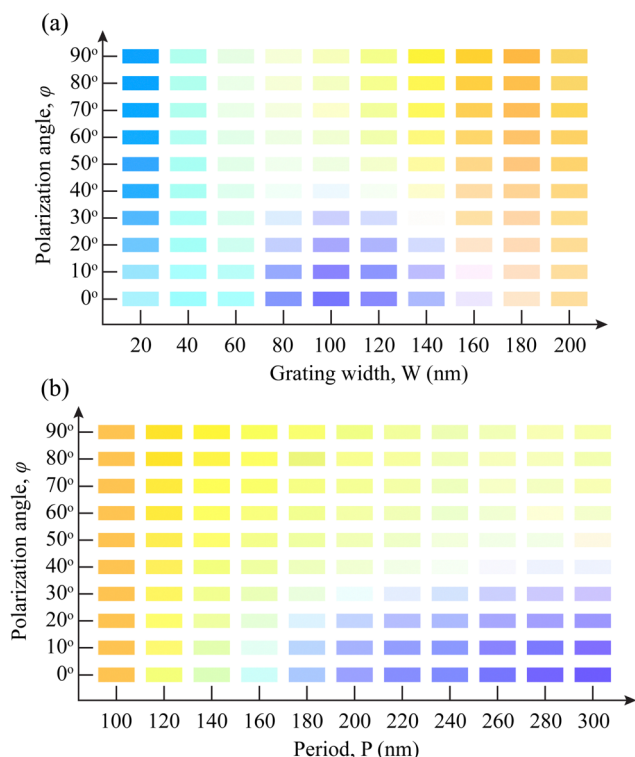 (a)
Polarization angle, φ
90º
80º
70º
60º
50º
40º
30º
20º
10º
0º
20 40 60 80 100 120 140 160 180 200
Grating width, W (nm)
(b)
Polarization angle, φ
90º
80º
70º
60º
50º
40º
30º
20º
10º
0º
100 120 140 160 180 200 220 240 260 280 300
Period, P (nm)